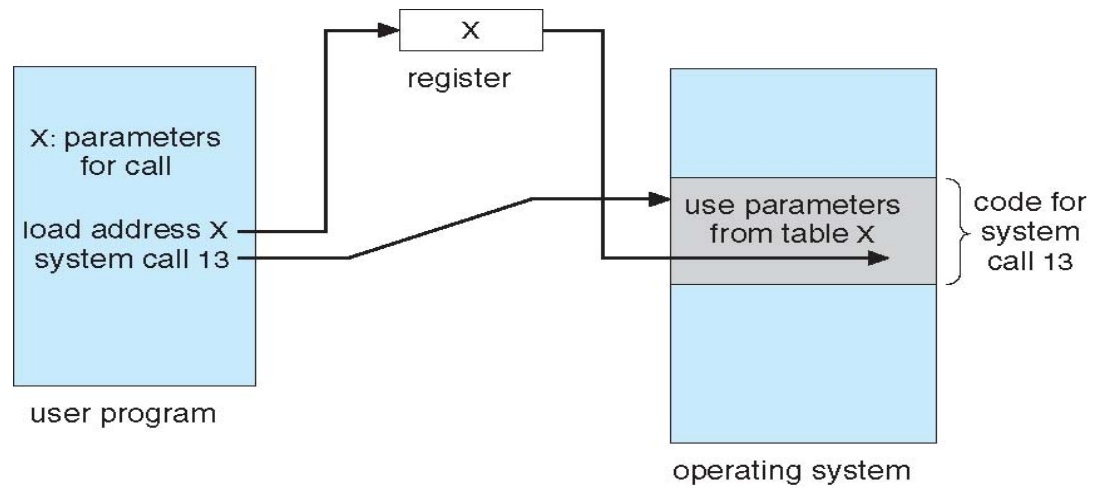 X
register
X: parameters
for call
load address X
system call 13
user program
use parameters
from table X
code for
system
call 13
operating system